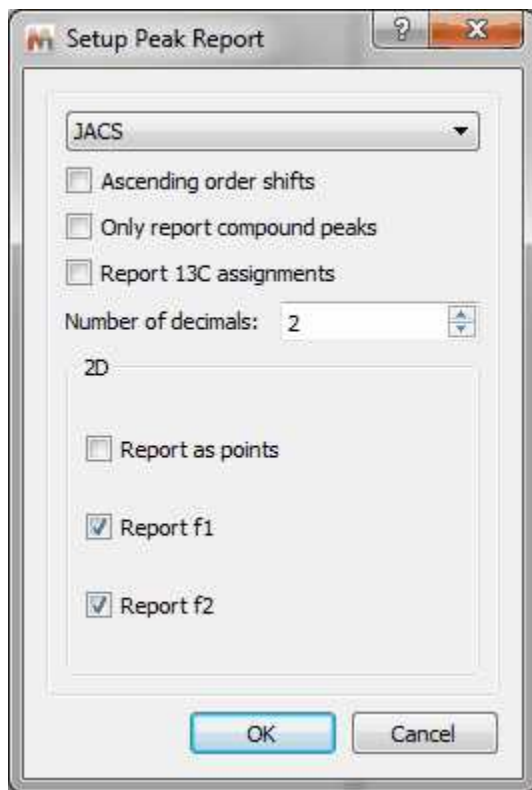 Setup Peak Report
?
JACS
Ascending order shifts
Only report compound peaks
Report 13C assignments
Number of decimals: 2
2D
Report as points
Report f1
Report f2
OK Cancel